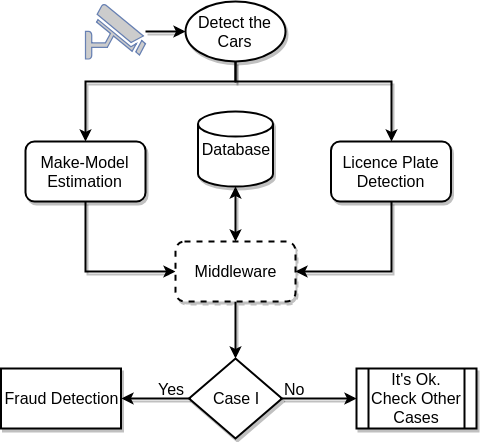 Detect the
Cars
Make-Model
Estimation
Database
Licence Plate
Detection
Middleware
Yes
Case I
No
Fraud Detection
It's Ok.
Check Other
Cases